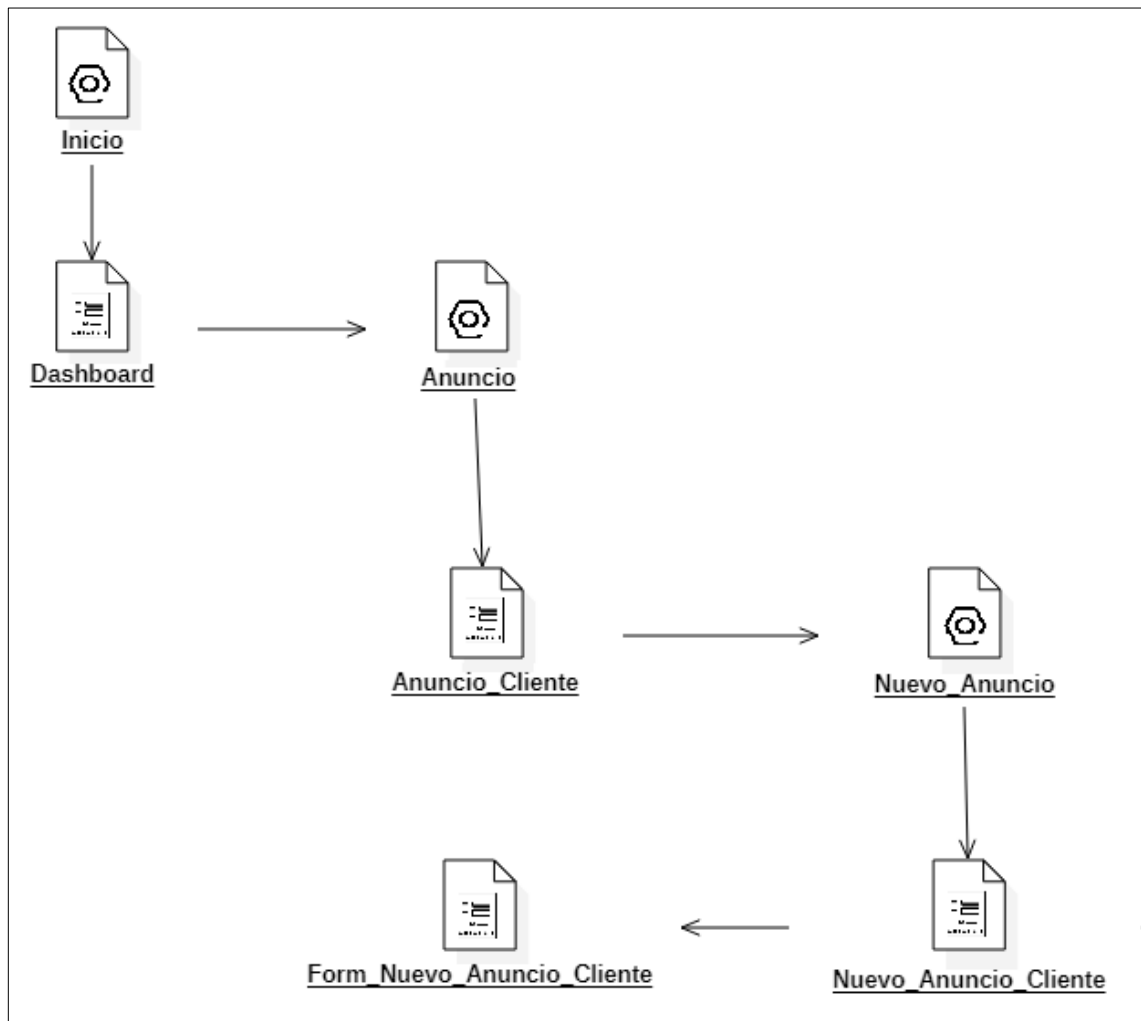 Inicio
Dashboard
Anuncio
Anuncio_Cliente
Nuevo_Anuncio
Form_Nuevo_Anuncio_Cliente
Nuevo_Anuncio_Cliente